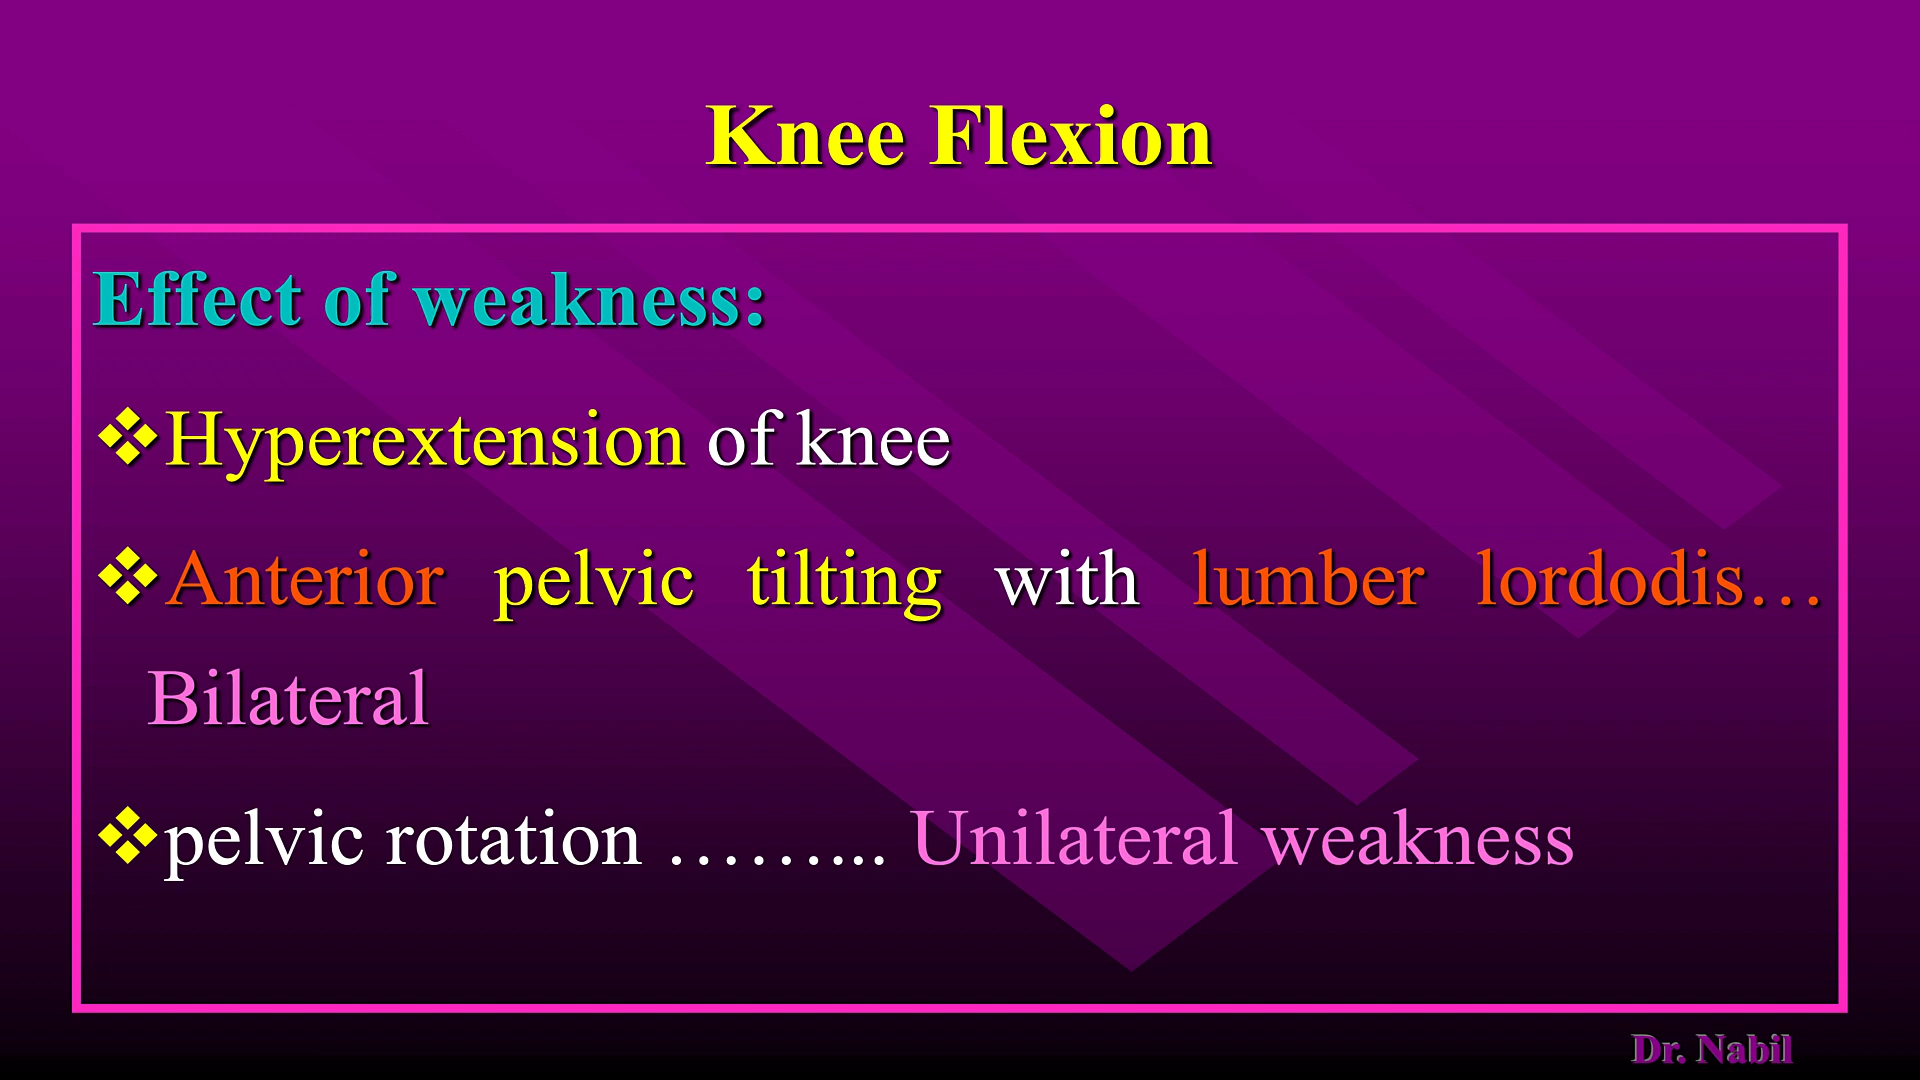 Knee Flexion
Effect of weakness:
❖Hyperextension of knee
❖Anterior pelvic tilting with lumber lordodis…
Bilateral
❖pelvic rotation ……... Unilateral weakness
Dr. Nabil